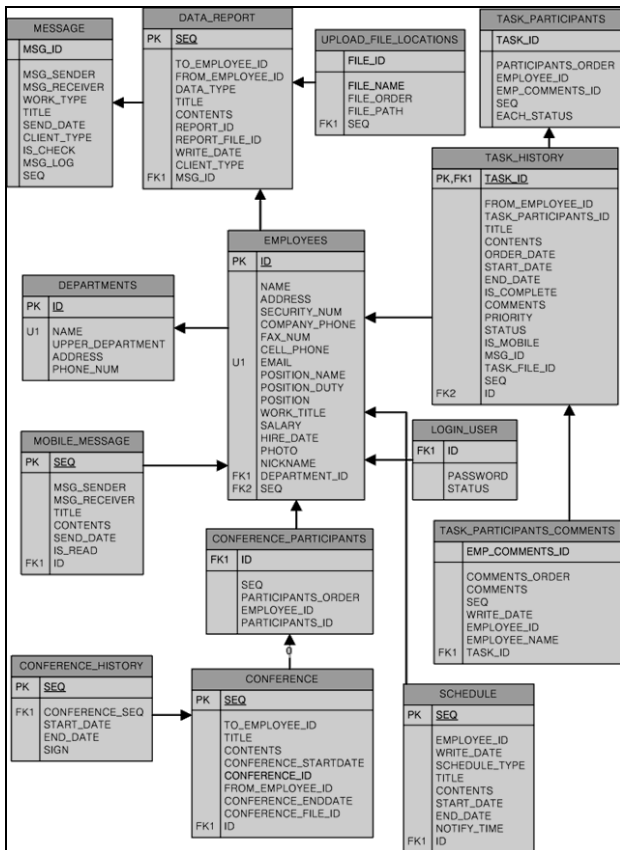 MESSAGE
MSG_ID
MSG_SENDER
MSG_RECEIVER
WORK_TYPE
TITLE
SEND_DATE
CLIENT_TYPE
IS_CHECK
MSG_LOG
SEQ
DATA_REPORT
PK SEQ
TO_EMPLOYEE_ID
FROM_EMPLOYEE_ID
DATA_TYPE
TITLE
CONTENTS
REPORT_ID
REPORT_FILE_ID
WRITE_DATE
CLIENT_TYPE
FK1 MSG_ID
UPLOAD_FILE_LOCATIONS
FILE_ID
FILE_NAME
FILE_ORDER
FILE_PATH
FK1 SEQ
TASK_PARTICIPANTS
TASK_ID
PARTICIPANTS_ORDER
EMPLOYEE_ID
EMP_COMMENTS_ID
SEQ
EACH_STATUS
TASK_HISTORY
PK,FK1 TASK_ID
FROM_EMPLOYEE_ID
TASK_PARTICIPANTS_ID
TITLE
CONTENTS
ORDER_DATE
START_DATE
END_DATE
IS_COMPLETE
COMMENTS
PRIORITY
STATUS
IS_MOBILE
MSG_ID
TASK_FILE_ID
SEQ
FK2 ID
EMPLOYEES
PK ID
NAME
ADDRESS
SECURITY_NUM
COMPANY_PHONE
FAX_NUM
CELL_PHONE
U1 EMAIL
POSITION_NAME
POSITION_DUTY
POSITION
WORK_TITLE
SALARY
HIRE_DATE
PHOTO
NICKNAME
FK1 DEPARTMENT_ID
FK2 SEQ
DEPARTMENTS
PK ID
U1 NAME
UPPER_DEPARTMENT
ADDRESS
PHONE_NUM
MOBILE_MESSAGE
PK SEQ
MSG_SENDER
MSG_RECEIVER
TITLE
CONTENTS
SEND_DATE
IS_READ
FK1 ID
LOGIN_USER
FK1 ID
PASSWORD
STATUS
CONFERENCE_PARTICIPANTS
FK1 ID
SEQ
PARTICIPANTS_ORDER
EMPLOYEE_ID
PARTICIPANTS_ID
0
TASK_PARTICIPANTS_COMMENTS
EMP_COMMENTS_ID
COMMENTS_ORDER
COMMENTS
SEQ
WRITE_DATE
EMPLOYEE_ID
EMPLOYEE_NAME
FK1 TASK_ID
CONFERENCE_HISTORY
PK SEQ
FK1 CONFERENCE_SEQ
START_DATE
END_DATE
SIGN
CONFERENCE
PK SEQ
TO_EMPLOYEE_ID
TITLE
CONTENTS
CONFERENCE_STARTDATE
CONFERENCE_ID
FROM_EMPLOYEE_ID
CONFERENCE_ENDDATE
CONFERENCE_FILE_ID
FK1 ID
SCHEDULE
PK SEQ
EMPLOYEE_ID
WRITE_DATE
SCHEDULE_TYPE
TITLE
CONTENTS
START_DATE
END_DATE
NOTIFY_TIME
FK1 ID